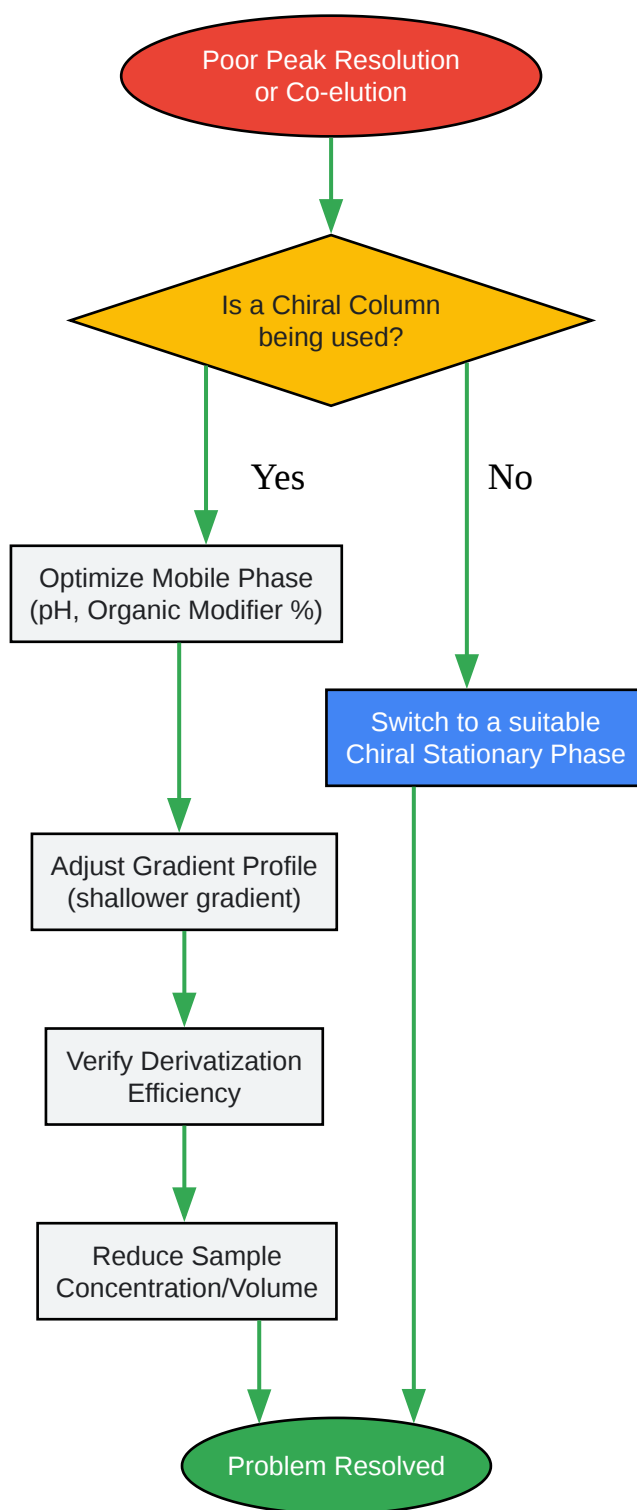 Poor Peak Resolution
or Co-elution
Is a Chiral Column
being used?
Yes
No
Optimize Mobile Phase
(pH, Organic Modifier %)
Switch to a suitable
Chiral Stationary Phase
Adjust Gradient Profile
(shallower gradient)
Verify Derivatization
Efficiency
Reduce Sample
Concentration/Volume
Problem Resolved